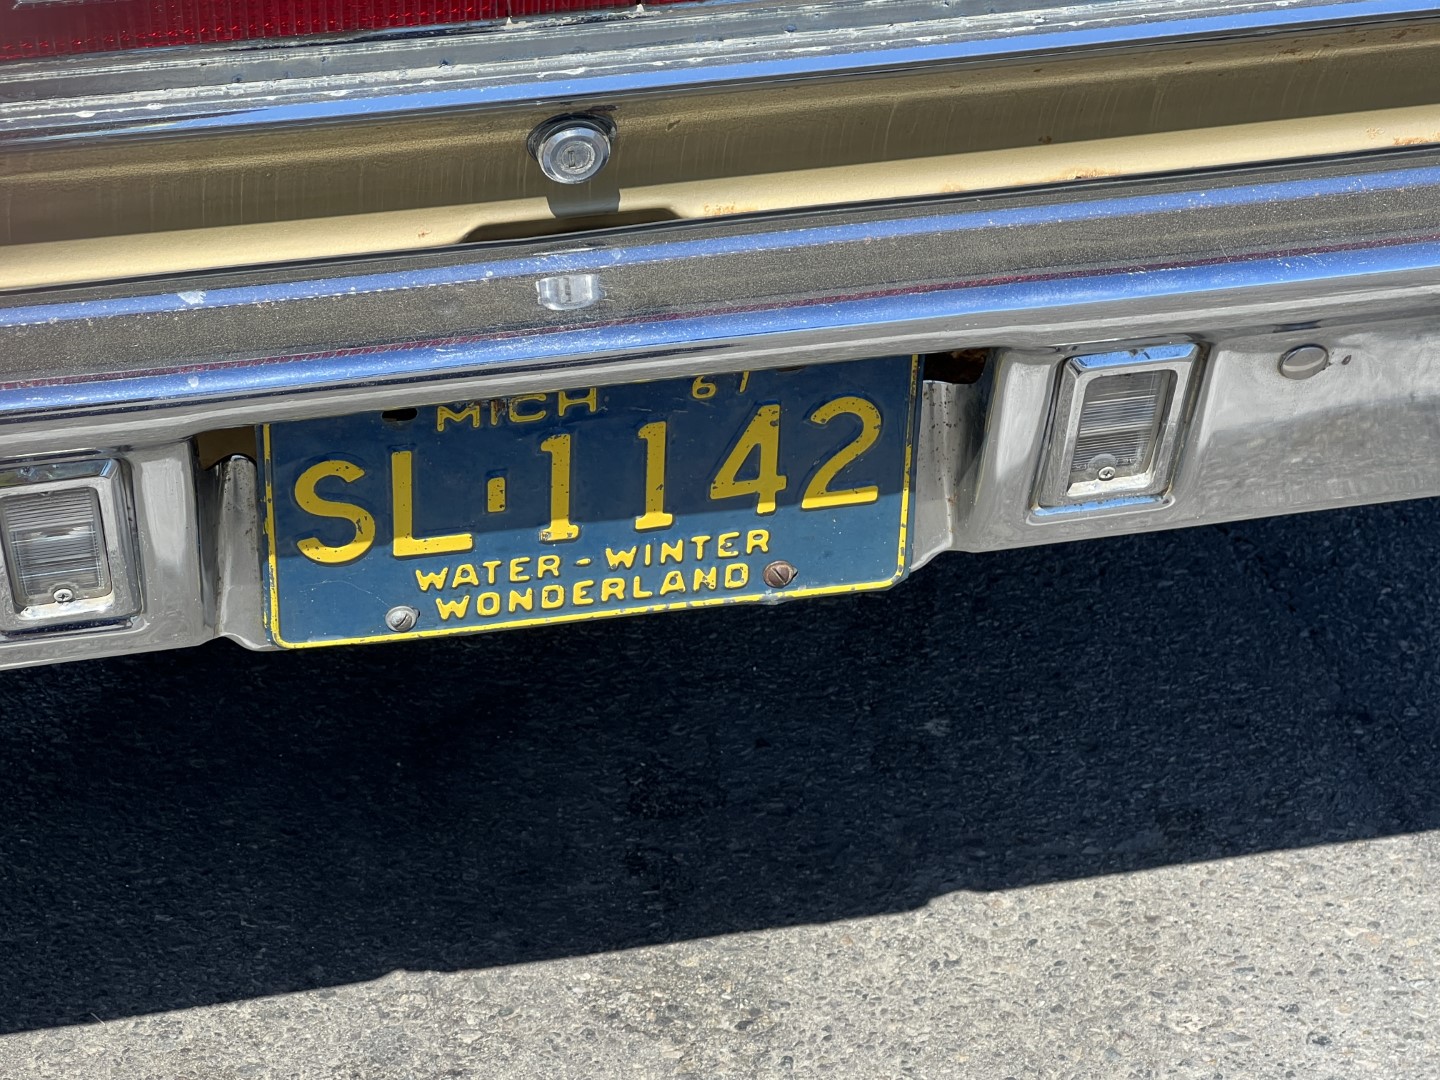 MICH 67
SL-1142
WATER-WINTER
WONDERLAND